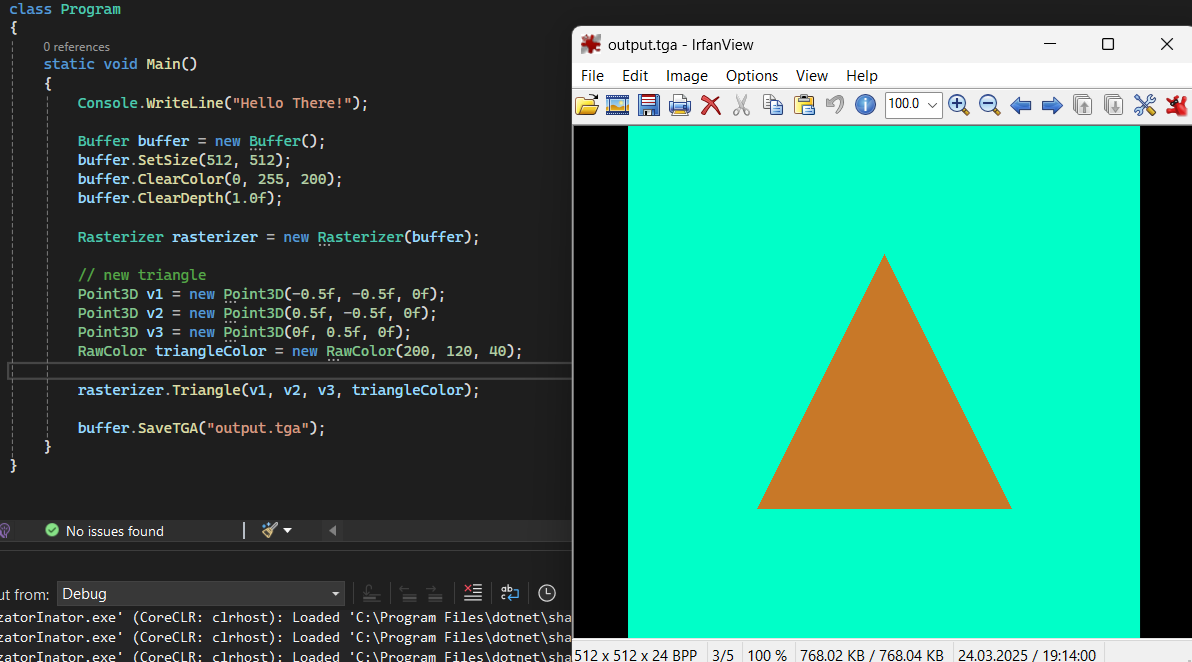 class Program
{
0 references
static void Main()
{
Console.WriteLine("Hello There!");
Buffer buffer = new Buffer();
buffer.SetSize(512, 512);
buffer.ClearColor(0, 255, 200);
buffer.ClearDepth(1.0f);
Rasterizer rasterizer = new Rasterizer(buffer);
// new triangle
Point3D v1 = new Point3D(-0.5f, -0.5f, 0f);
Point3D v2 = new Point3D(0.5f, -0.5f, 0f);
Point3D v3 = new Point3D(0f, 0.5f, 0f);
RawColor triangleColor = new RawColor(200, 120, 40);
rasterizer.Triangle(v1, v2, v3, triangleColor);
buffer.SaveTGA("output.tga");
}
}
No issues found
ut from: Debug
zatorInator.exe' (CoreCLR: clrhost): Loaded 'C:\Program Files\dotnet\sha
zatorInator.exe' (CoreCLR: clrhost): Loaded 'C:\Program Files\dotnet\sha
zatorInator.exe' (CoreCLR: clrhost): Loaded 'C:\Program Files\dotnet\sha
output.tga - IrfanView
File Edit Image Options View Help
100.0
512 x 512 x 24 BPP 3/5 100 % 768.02 KB / 768.04 KB 24.03.2025 / 19:14:00